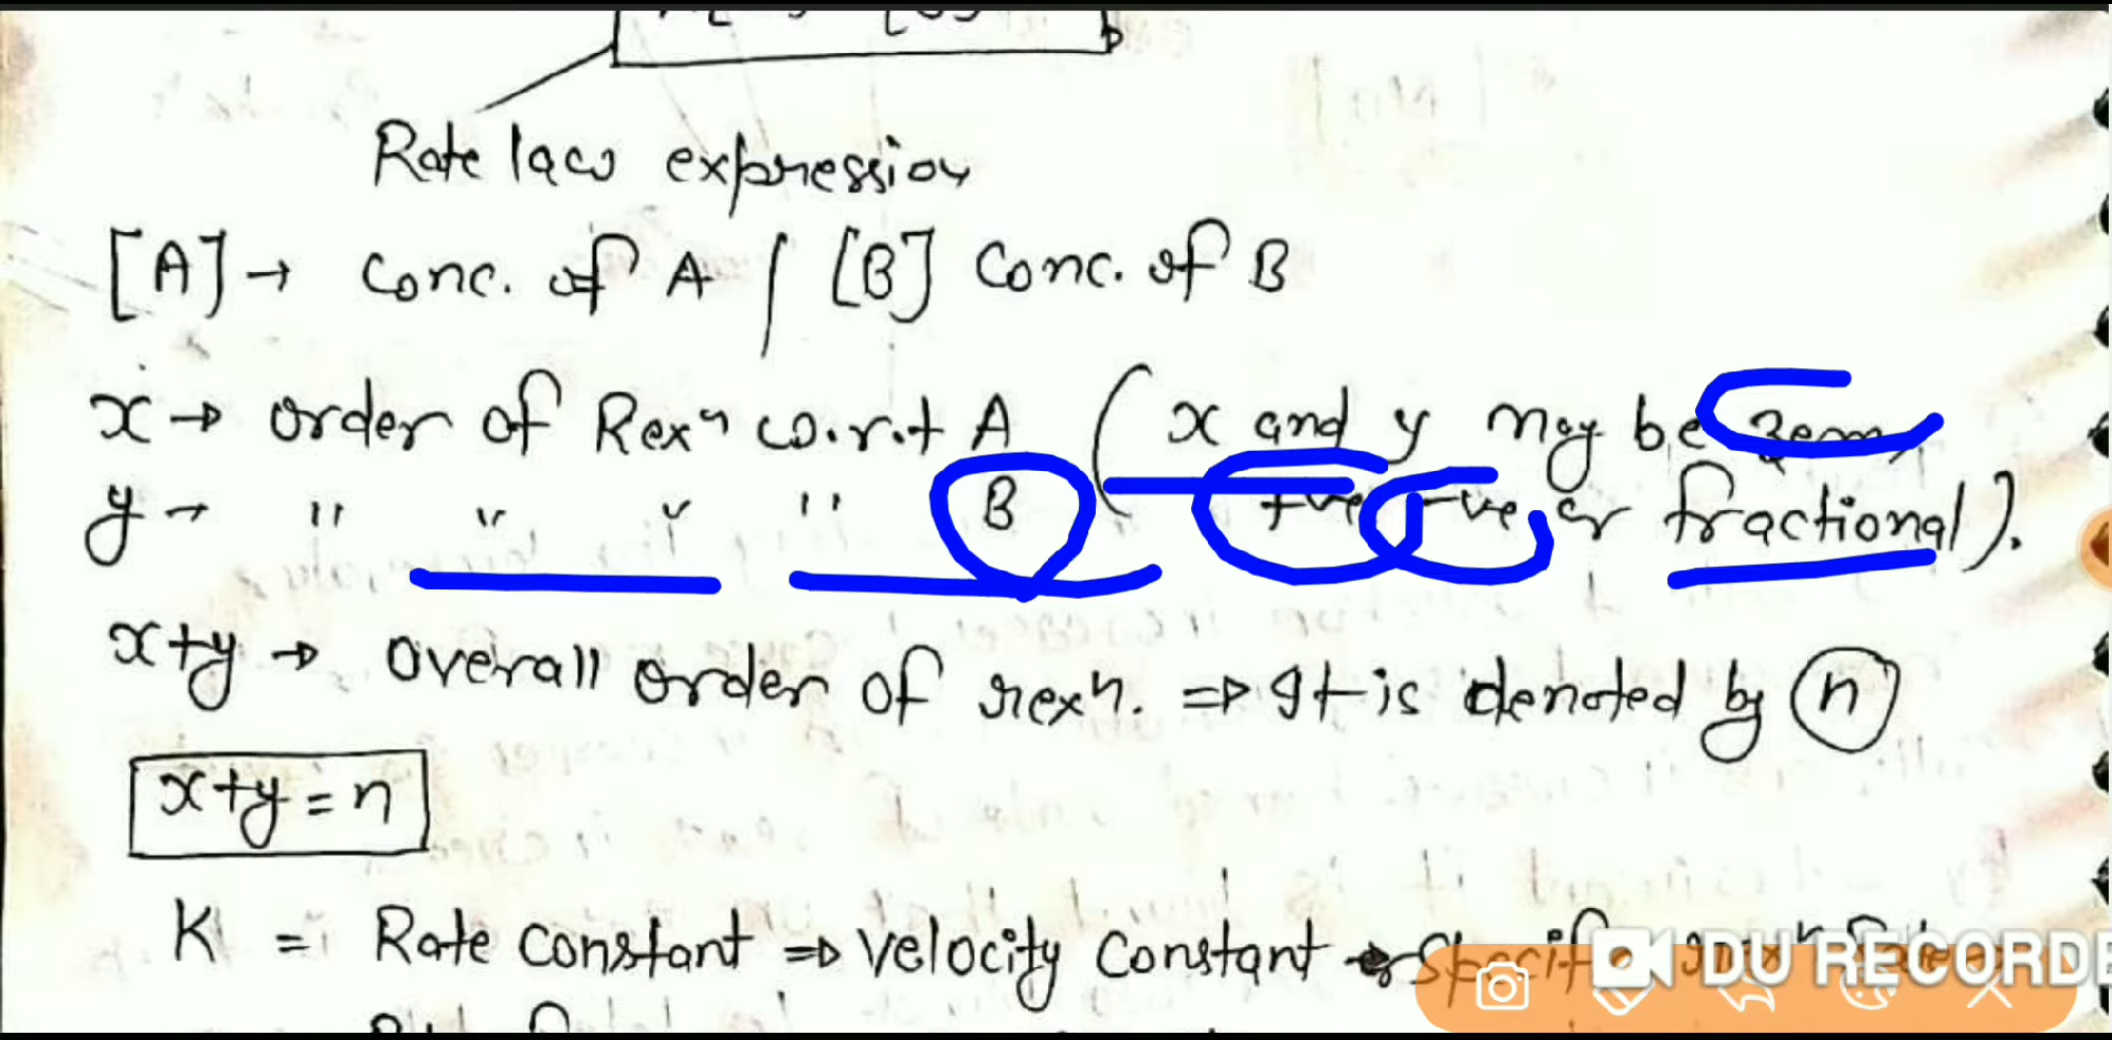 Rate law expression
[A] → Conc. of A / [B] Conc. of B
x → order of Rexⁿ w.r.t A ( x and y may be zero,
y → " " " " B +ve, -ve or fractional).
x+y → Overall order of rexⁿ. ⇒ It is denoted by n
x+y = n
K = Rate constant ⇒ Velocity Constant
DU RECORDE